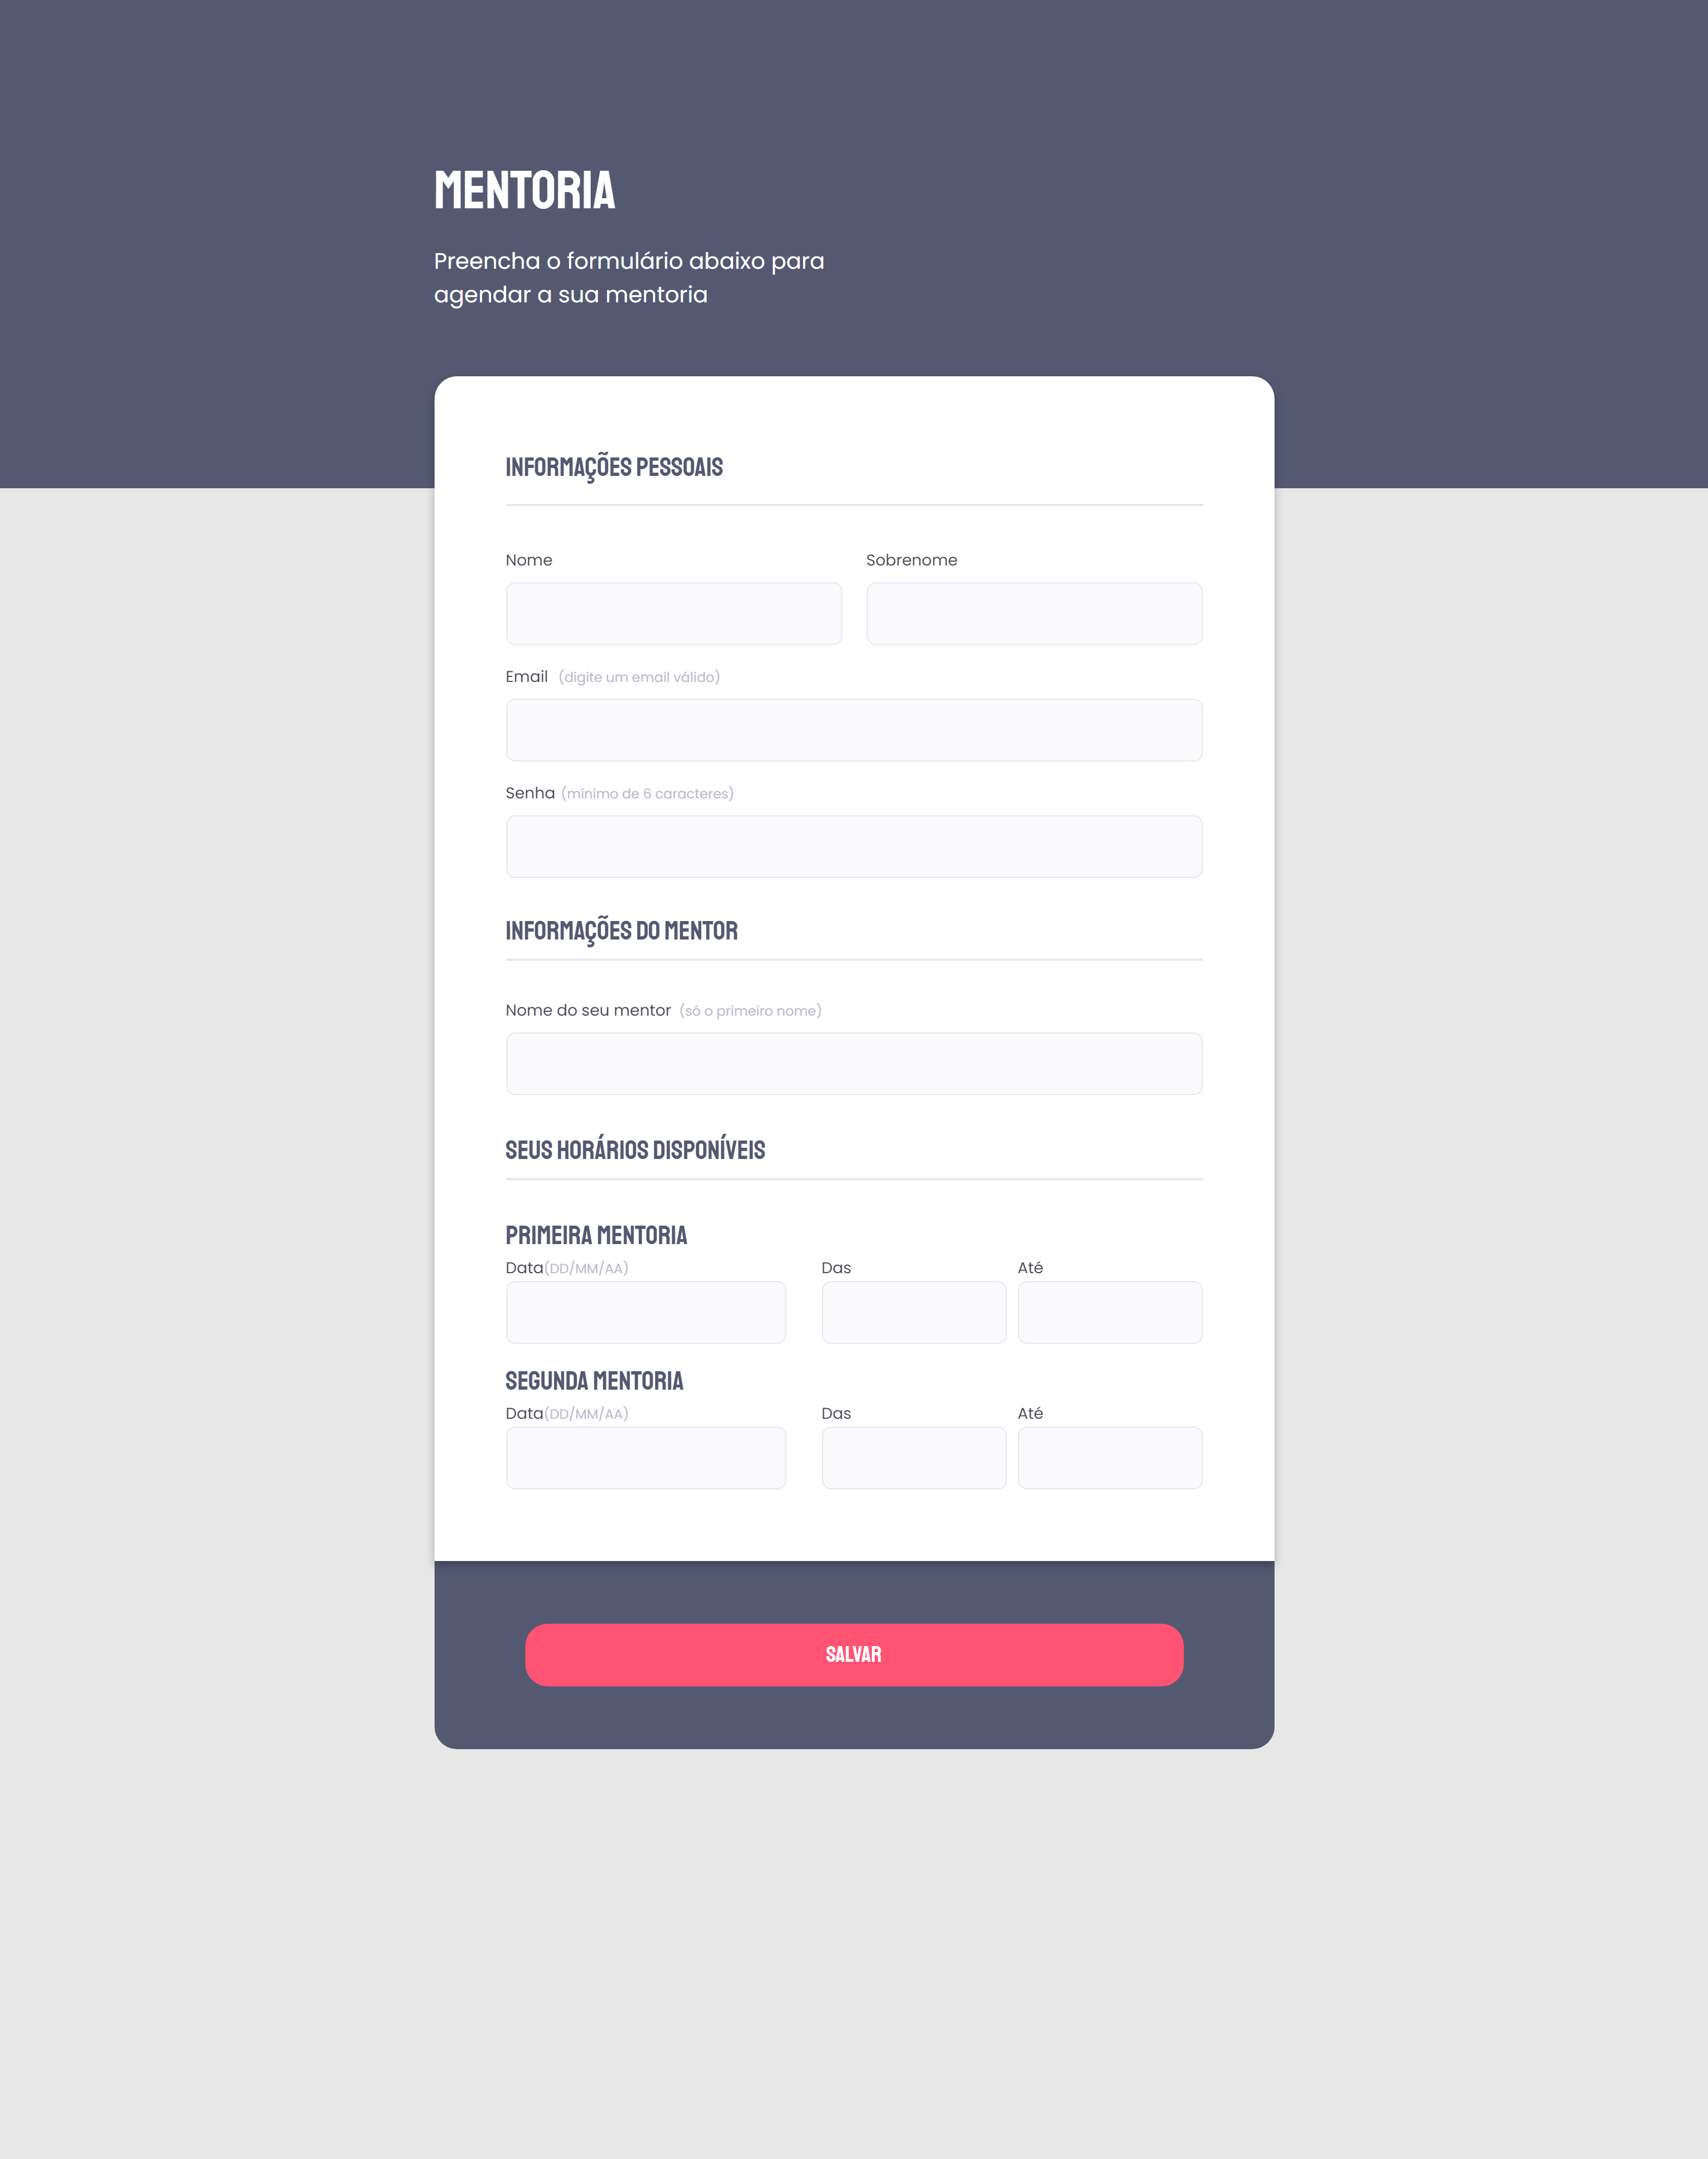 MENTORIA
Preencha o formulário abaixo para
agendar a sua mentoria
INFORMAÇÕES PESSOAIS
Nome Sobrenome
Email (digite um email válido)
Senha (mínimo de 6 caracteres)
INFORMAÇÕES DO MENTOR
Nome do seu mentor (só o primeiro nome)
SEUS HORÁRIOS DISPONÍVEIS
PRIMEIRA MENTORIA
Data(DD/MM/AA) Das Até
SEGUNDA MENTORIA
Data(DD/MM/AA) Das Até
SALVAR